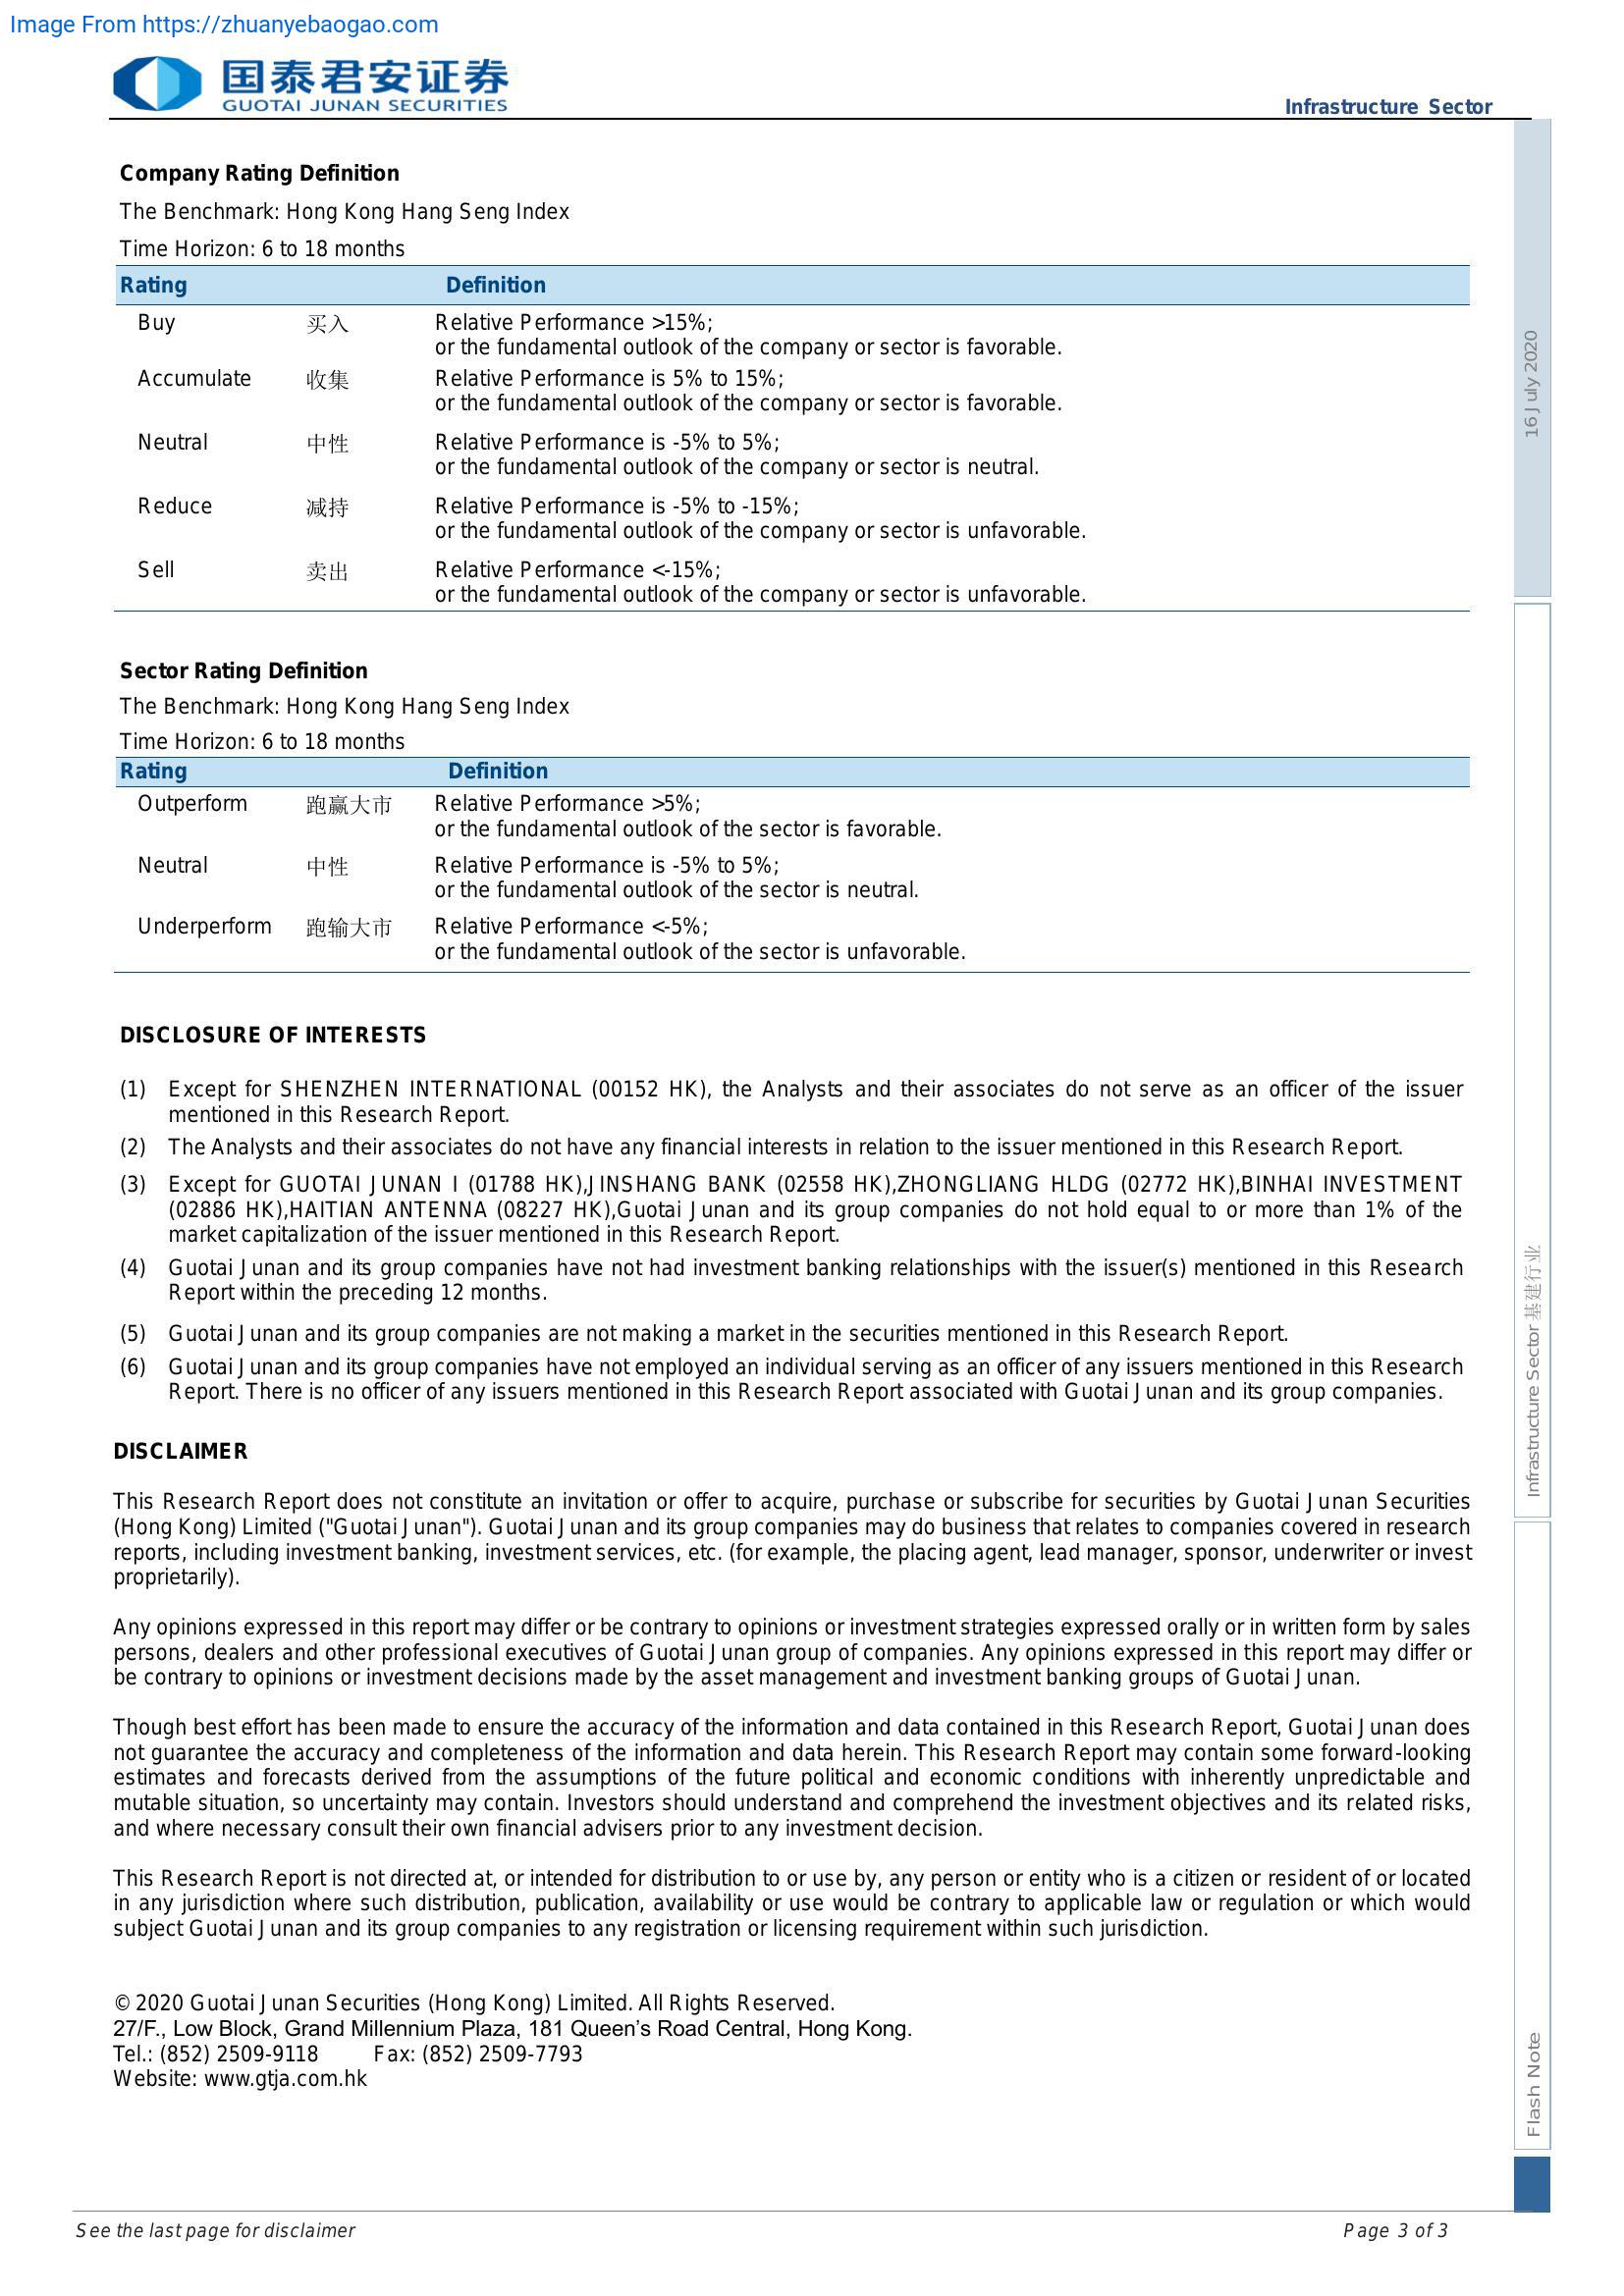 Image From https://zhuanyebaogao.com
国泰君安证券
GUOTAI JUNAN SECURITIES
Infrastructure Sector
Company Rating Definition
The Benchmark: Hong Kong Hang Seng Index
Time Horizon: 6 to 18 months
Rating Definition
Buy 买入 Relative Performance >15%;
or the fundamental outlook of the company or sector is favorable.
Accumulate 收集 Relative Performance is 5% to 15%;
or the fundamental outlook of the company or sector is favorable.
Neutral 中性 Relative Performance is -5% to 5%;
or the fundamental outlook of the company or sector is neutral.
Reduce 减持 Relative Performance is -5% to -15%;
or the fundamental outlook of the company or sector is unfavorable.
Sell 卖出 Relative Performance <-15%;
or the fundamental outlook of the company or sector is unfavorable.
Sector Rating Definition
The Benchmark: Hong Kong Hang Seng Index
Time Horizon: 6 to 18 months
Rating Definition
Outperform 跑赢大市 Relative Performance >5%;
or the fundamental outlook of the sector is favorable.
Neutral 中性 Relative Performance is -5% to 5%;
or the fundamental outlook of the sector is neutral.
Underperform 跑输大市 Relative Performance <-5%;
or the fundamental outlook of the sector is unfavorable.
DISCLOSURE OF INTERESTS
(1) Except for SHENZHEN INTERNATIONAL (00152 HK), the Analysts and their associates do not serve as an officer of the issuer
mentioned in this Research Report.
(2) The Analysts and their associates do not have any financial interests in relation to the issuer mentioned in this Research Report.
(3) Except for GUOTAI JUNAN I (01788 HK),JINSHANG BANK (02558 HK),ZHONGLIANG HLDG (02772 HK),BINHAI INVESTMENT
(02886 HK),HAITIAN ANTENNA (08227 HK),Guotai Junan and its group companies do not hold equal to or more than 1% of the
market capitalization of the issuer mentioned in this Research Report.
(4) Guotai Junan and its group companies have not had investment banking relationships with the issuer(s) mentioned in this Research
Report within the preceding 12 months.
(5) Guotai Junan and its group companies are not making a market in the securities mentioned in this Research Report.
(6) Guotai Junan and its group companies have not employed an individual serving as an officer of any issuers mentioned in this Research
Report. There is no officer of any issuers mentioned in this Research Report associated with Guotai Junan and its group companies.
DISCLAIMER
This Research Report does not constitute an invitation or offer to acquire, purchase or subscribe for securities by Guotai Junan Securities
(Hong Kong) Limited ("Guotai Junan"). Guotai Junan and its group companies may do business that relates to companies covered in research
reports, including investment banking, investment services, etc. (for example, the placing agent, lead manager, sponsor, underwriter or invest
proprietarily).
Any opinions expressed in this report may differ or be contrary to opinions or investment strategies expressed orally or in written form by sales
persons, dealers and other professional executives of Guotai Junan group of companies. Any opinions expressed in this report may differ or
be contrary to opinions or investment decisions made by the asset management and investment banking groups of Guotai Junan.
Though best effort has been made to ensure the accuracy of the information and data contained in this Research Report, Guotai Junan does
not guarantee the accuracy and completeness of the information and data herein. This Research Report may contain some forward-looking
estimates and forecasts derived from the assumptions of the future political and economic conditions with inherently unpredictable and
mutable situation, so uncertainty may contain. Investors should understand and comprehend the investment objectives and its related risks,
and where necessary consult their own financial advisers prior to any investment decision.
This Research Report is not directed at, or intended for distribution to or use by, any person or entity who is a citizen or resident of or located
in any jurisdiction where such distribution, publication, availability or use would be contrary to applicable law or regulation or which would
subject Guotai Junan and its group companies to any registration or licensing requirement within such jurisdiction.
© 2020 Guotai Junan Securities (Hong Kong) Limited. All Rights Reserved.
27/F., Low Block, Grand Millennium Plaza, 181 Queen’s Road Central, Hong Kong.
Tel.: (852) 2509-9118 Fax: (852) 2509-7793
Website: www.gtja.com.hk
16 July 2020
Infrastructure Sector 基建行业
Flash Note
See the last page for disclaimer
Page 3 of 3